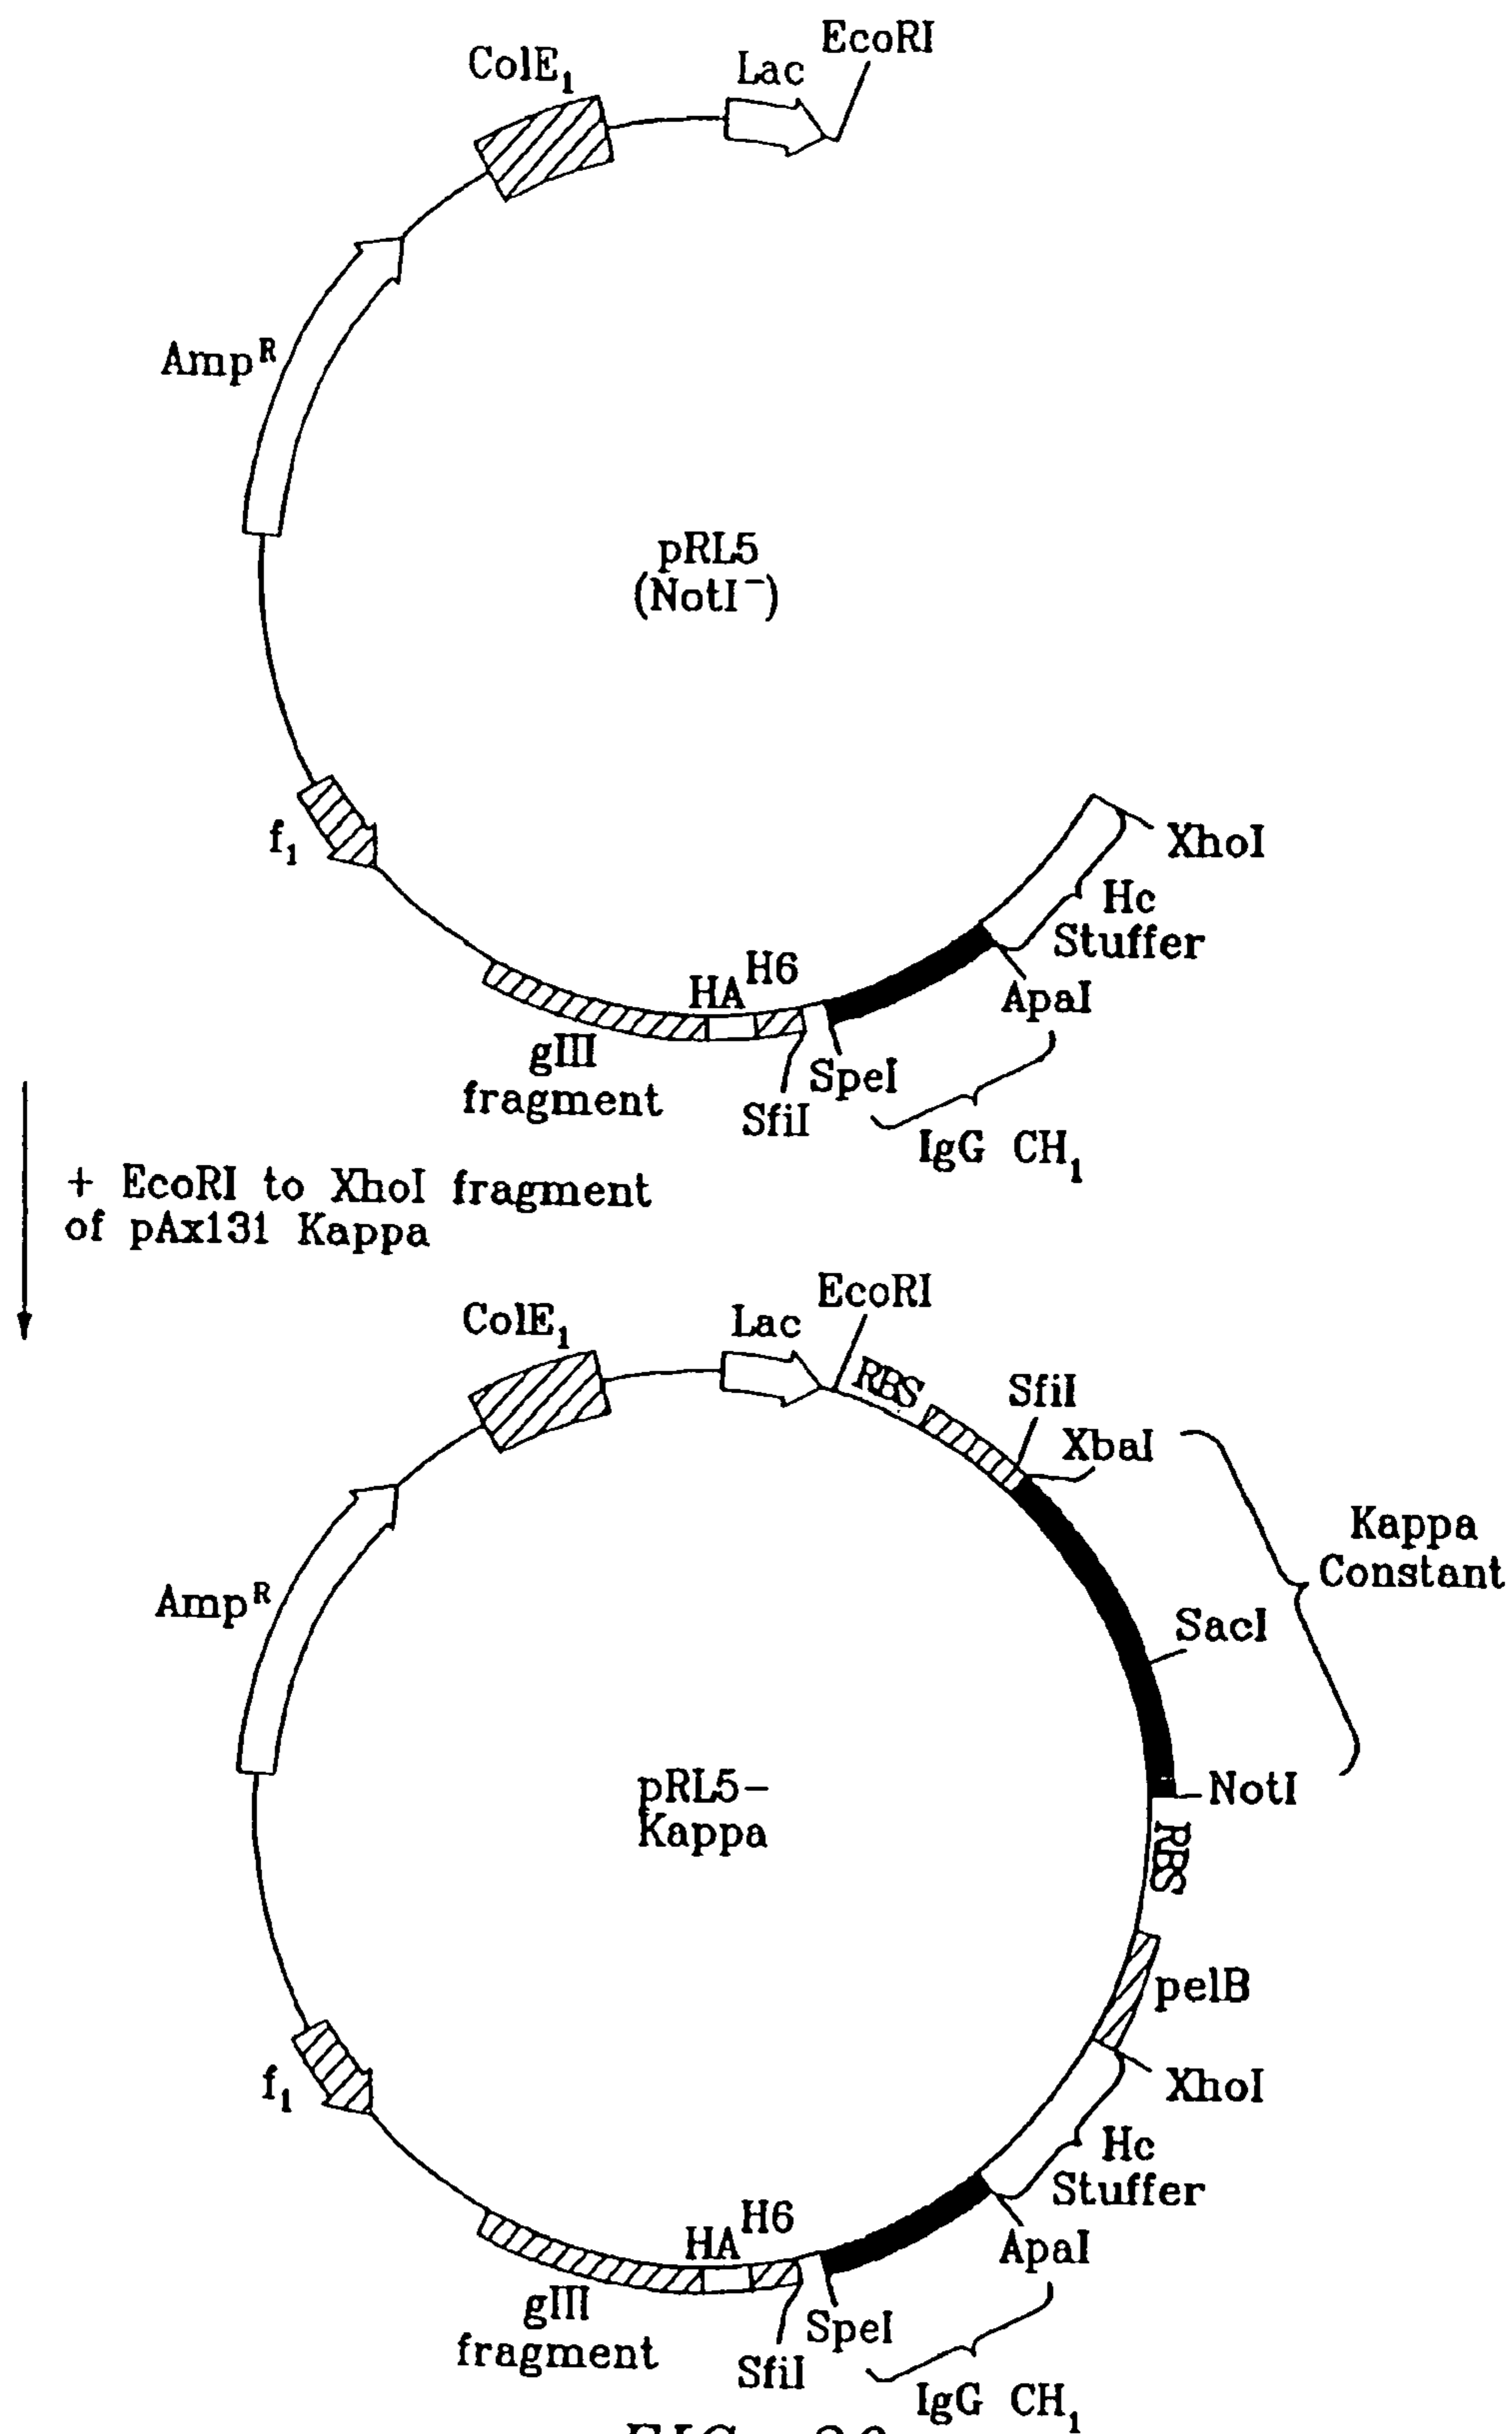 EcoRI
ColE1
Lac
AmpR
pRL5
(NotI−)
f1
XhoI
Hc
Stuffer
ApaI
H6
HA
gIII
fragment
SpeI
SfiI
IgG CH1
+ EcoRI to XhoI fragment
of pAx131 Kappa
EcoRI
ColE1
Lac
RBS
SfiI
XbaI
Kappa
Constant
AmpR
SacI
NotI
pRL5-
Kappa
RBS
pelB
f1
XhoI
Hc
Stuffer
H6
HA
ApaI
gIII
fragment
SpeI
SfiI
IgG CH1